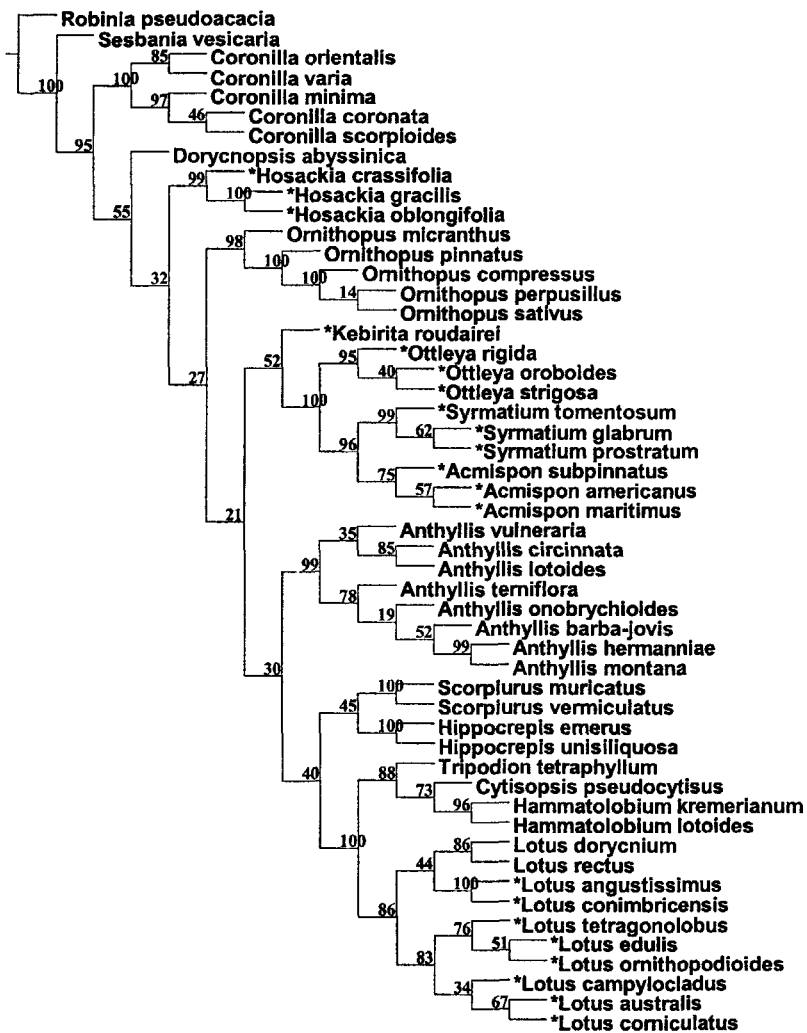 Robinia pseudoacacia
Sesbania vesicaria
100
85
Coronilla orientalis
100
Coronilla varia
97
Coronilla minima
46
Coronilla coronata
Coronilla scorpioides
95
Dorycnopsis abyssinica
55
99
*Hosackia crassifolia
100
*Hosackia gracilis
*Hosackia oblongifolia
32
98
Ornithopus micranthus
100
Ornithopus pinnatus
100
Ornithopus compressus
14
Ornithopus perpusillus
Ornithopus sativus
27
52
*Kebirita roudairei
95
*Ottleya rigida
40
*Ottleya oroboides
*Ottleya strigosa
100
99
*Syrmatium tomentosum
62
*Syrmatium glabrum
*Syrmatium prostratum
96
75
*Acmispon subpinnatus
57
*Acmispon americanus
*Acmispon maritimus
21
35
Anthyllis vulneraria
85
Anthyllis circinnata
Anthyllis lotoides
99
78
Anthyllis terniflora
19
Anthyllis onobrychioides
52
Anthyllis barba-jovis
99
Anthyllis hermanniae
Anthyllis montana
30
100
Scorpiurus muricatus
45
Scorpiurus vermiculatus
100
Hippocrepis emerus
Hippocrepis unisiliquosa
40
88
Tripodion tetraphyllum
73
Cytisopsis pseudocytisus
96
Hammatolobium kremerianum
Hammatolobium lotoides
100
86
Lotus dorycnium
44
Lotus rectus
100
*Lotus angustissimus
*Lotus conimbricensis
86
76
*Lotus tetragonolobus
51
*Lotus edulis
*Lotus ornithopodioides
83
34
*Lotus campylocladus
67
*Lotus australis
*Lotus corniculatus